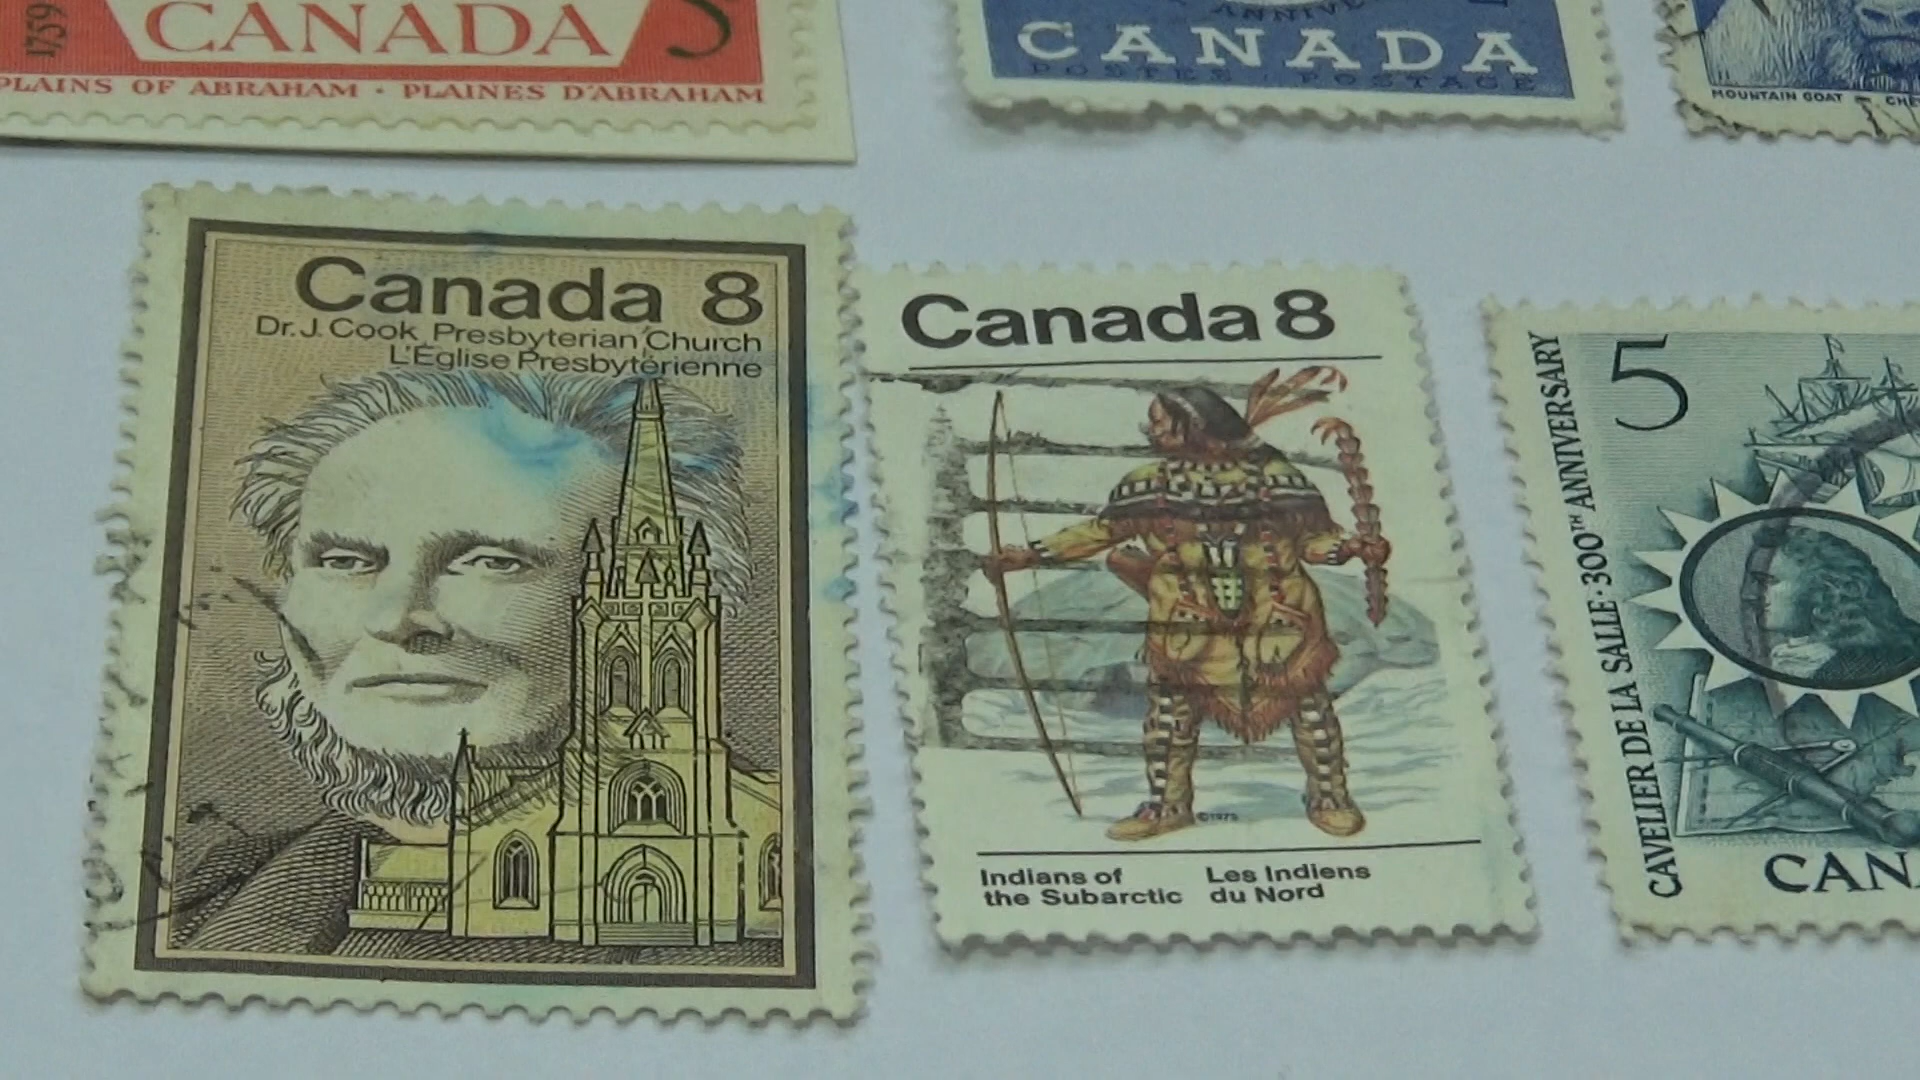 1759
CANADA 5
PLAINS OF ABRAHAM · PLAINES D'ABRAHAM
CANADA
POSTES POSTAGE
MOUNTAIN GOAT
Canada 8
Dr. J. Cook, Presbyterian Church
L'Église Presbytérienne
Canada 8
©1975
Indians of Les Indiens
the Subarctic du Nord
5
CAVELIER DE LA SALLE · 300TH ANNIVERSARY
CAN